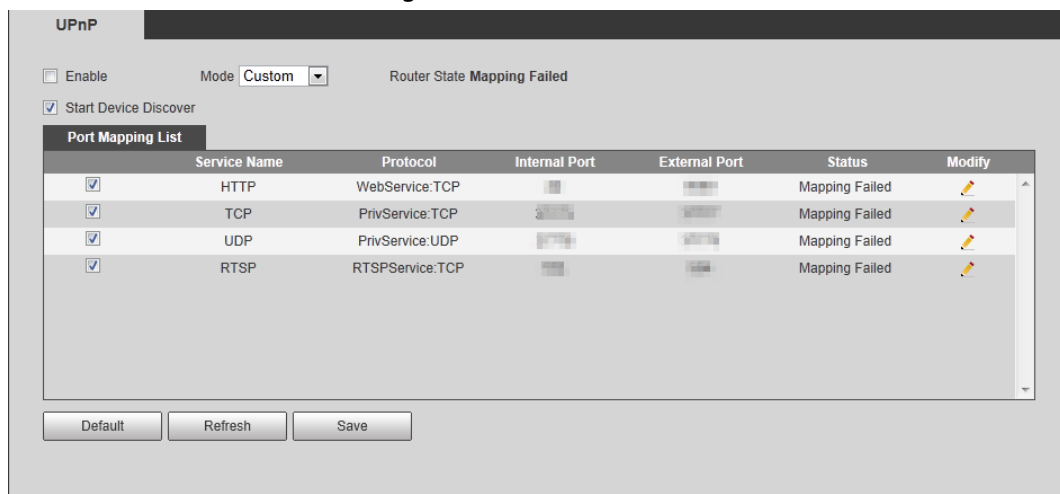 UPnP
Enable Mode Custom Router State Mapping Failed
Start Device Discover
Port Mapping List
Service Name Protocol Internal Port External Port Status Modify
HTTP WebService:TCP Mapping Failed
TCP PrivService:TCP Mapping Failed
UDP PrivService:UDP Mapping Failed
RTSP RTSPService:TCP Mapping Failed
Default Refresh Save